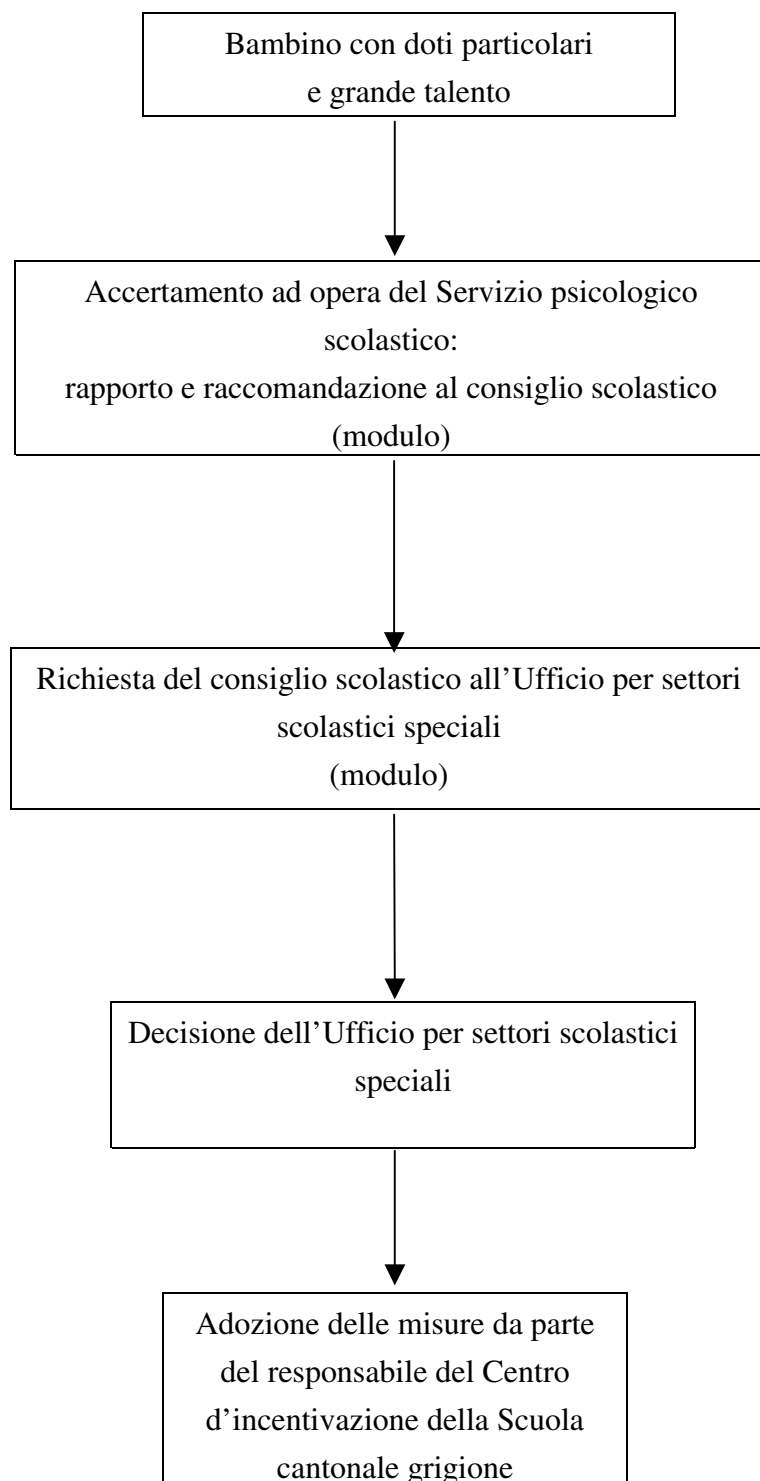 Bambino con doti particolari
e grande talento
Accertamento ad opera del Servizio psicologico
scolastico:
rapporto e raccomandazione al consiglio scolastico
(modulo)
Richiesta del consiglio scolastico all’Ufficio per settori
scolastici speciali
(modulo)
Decisione dell’Ufficio per settori scolastici
speciali
Adozione delle misure da parte
del responsabile del Centro
d’incentivazione della Scuola
cantonale grigione